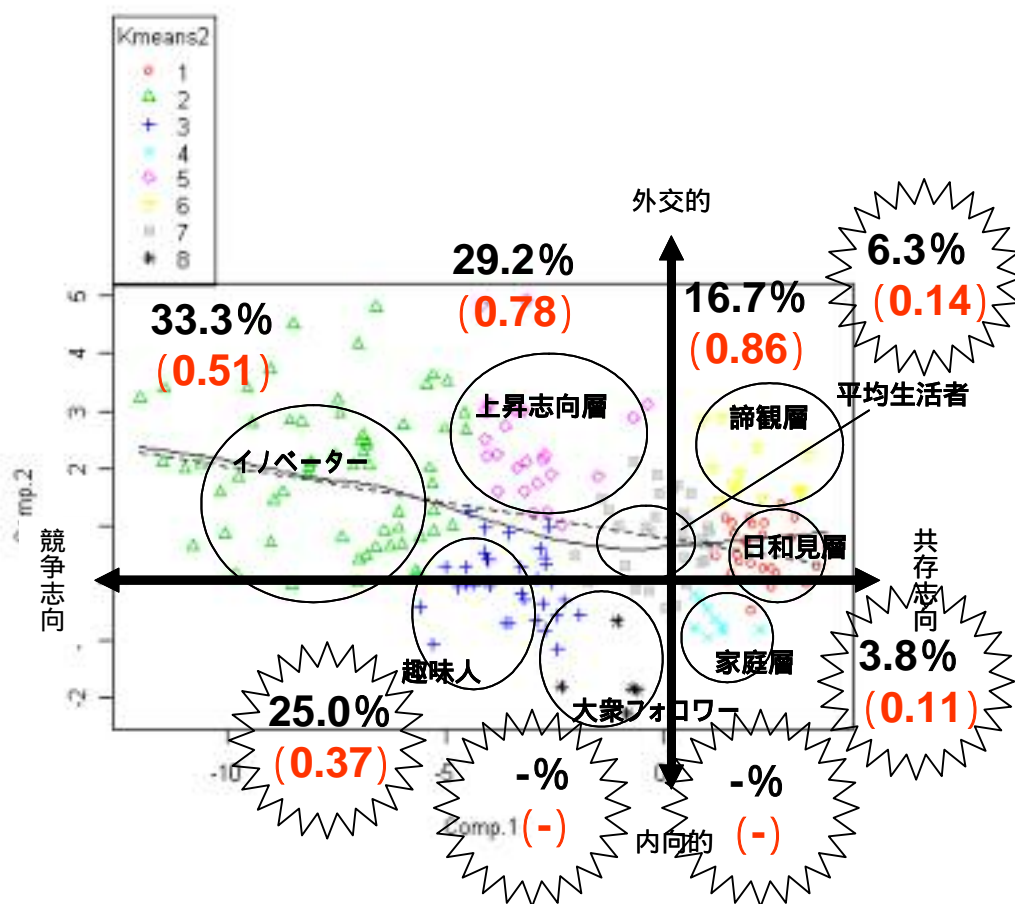 Kmeans2
1
2
3
4
5
6
7
8
外交的
6.3%
(0.14)
29.2%
(0.78)
16.7%
(0.86)
33.3%
(0.51)
平均生活者
上昇志向層
諦観層
イノベーター
日和見層
競争志向
共存志向
趣味人
家庭層
大衆フォロワー
3.8%
(0.11)
25.0%
(0.37)
-%
(-)
-%
(-)
内向的
5
4
3
2
-2
-10
-5
Comp.1
mp.2